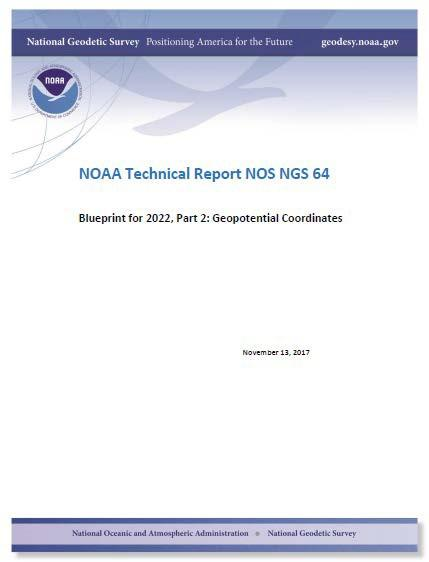 National Geodetic Survey Positioning America for the Future geodesy.noaa.gov
NOAA
NOAA Technical Report NOS NGS 64
Blueprint for 2022, Part 2: Geopotential Coordinates
November 13, 2017
National Oceanic and Atmospheric Administration ● National Geodetic Survey